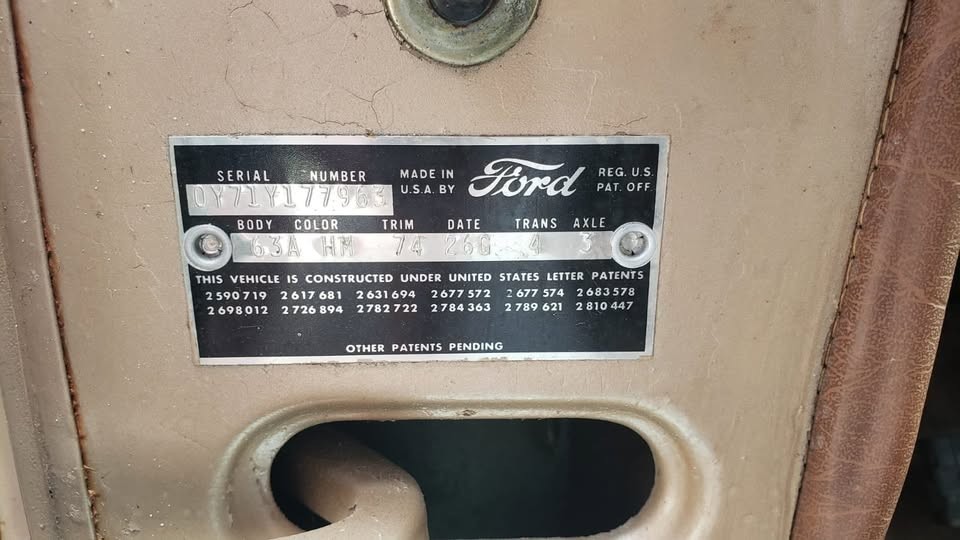 SERIAL NUMBER
MADE IN U.S.A. BY Ford REG. U.S. PAT. OFF.
0Y71Y177963
BODY COLOR TRIM DATE TRANS AXLE
63A HM 74 26G 4 3
THIS VEHICLE IS CONSTRUCTED UNDER UNITED STATES LETTER PATENTS
2590719 2617681 2631694 2677572 2677574 2683578
2698012 2726894 2782722 2784363 2789621 2810447
OTHER PATENTS PENDING